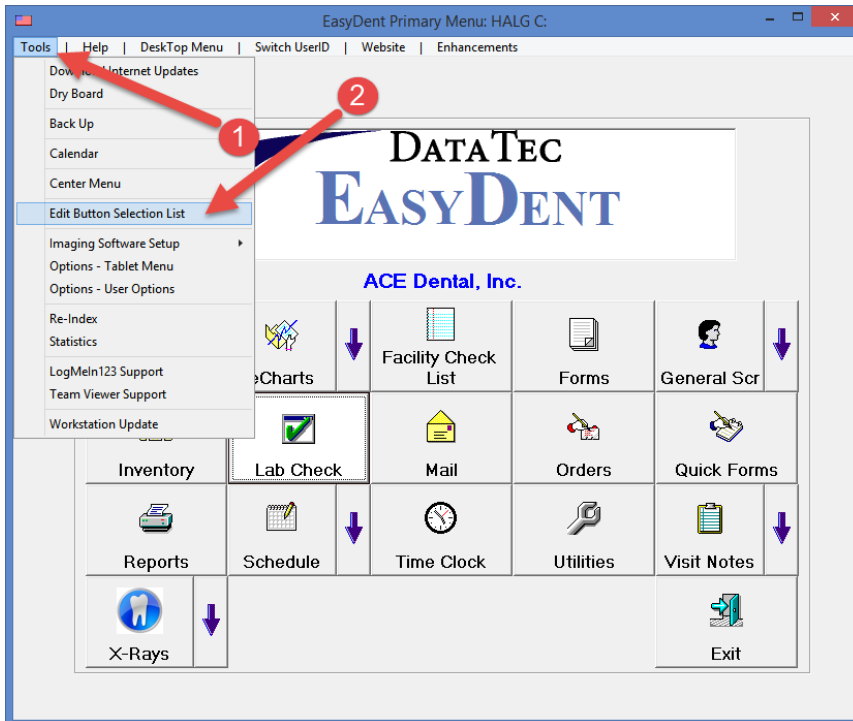 EasyDent Primary Menu: HALG C:
Tools | Help | DeskTop Menu | Switch UserID | Website | Enhancements
Internet Updates
Dry Board
Back Up
Calendar
Center Menu
Edit Button Selection List
Imaging Software Setup
Options - Tablet Menu
Options - User Options
Re-Index
Statistics
LogMeIn123 Support
Team Viewer Support
Workstation Update
1
2
DATATEC
EASYDENT
ACE Dental, Inc.
eCharts
Facility Check
List
Forms
General Scr
Inventory
Lab Check
Mail
Orders
Quick Forms
Reports
Schedule
Time Clock
Utilities
Visit Notes
X-Rays
Exit